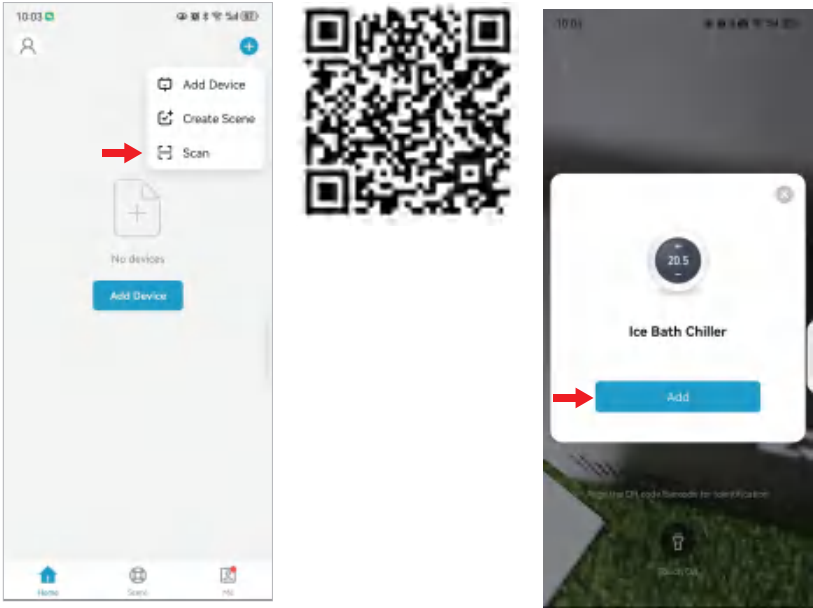 10:03
Add Device
Create Scene
Scan
No devices
Add Device
Home
Scene
Me
20.5
Ice Bath Chiller
Add